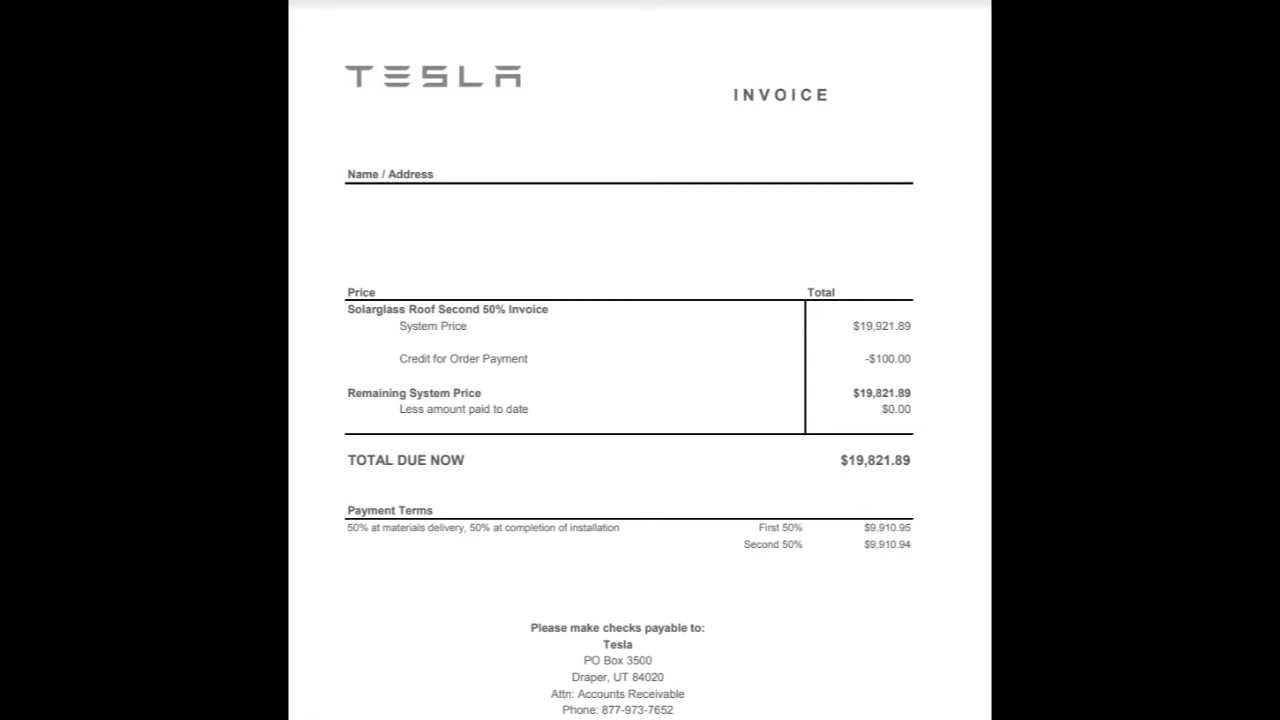 TESLA
INVOICE
Name / Address
Price Total
Solarglass Roof Second 50% Invoice
System Price $19,921.89
Credit for Order Payment -$100.00
Remaining System Price $19,821.89
Less amount paid to date $0.00
TOTAL DUE NOW $19,821.89
Payment Terms
50% at materials delivery, 50% at completion of installation First 50% $9,910.95
Second 50% $9,910.94
Please make checks payable to:
Tesla
PO Box 3500
Draper, UT 84020
Attn: Accounts Receivable
Phone: 877-973-7652